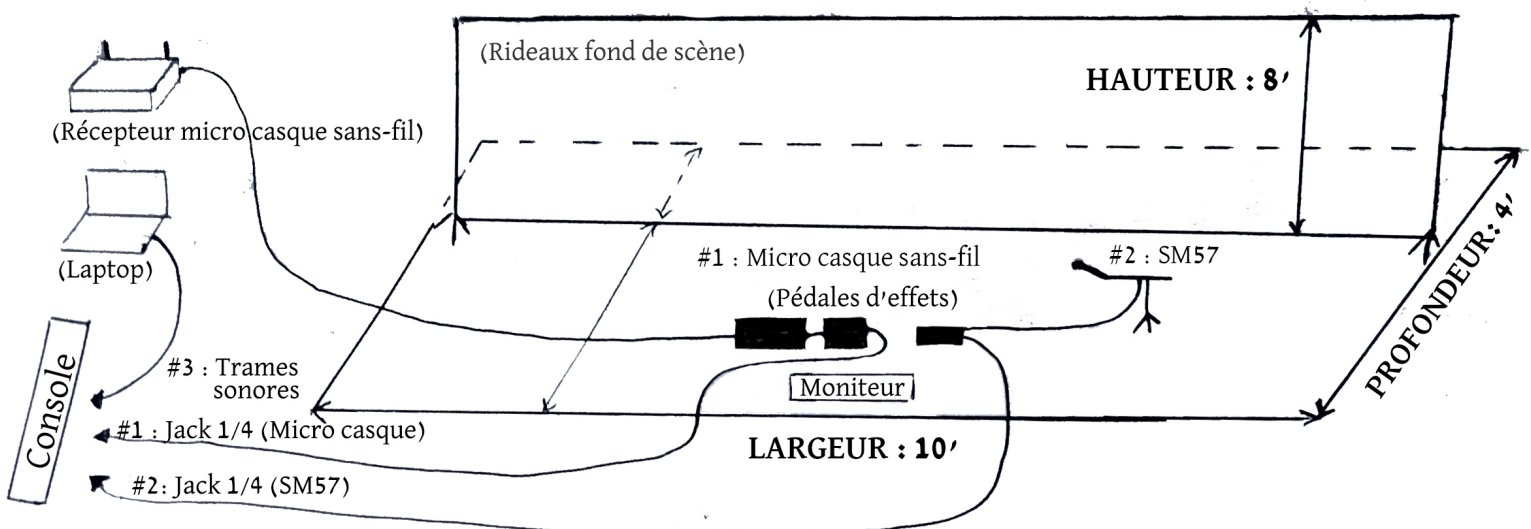 (Rideaux fond de scène)
HAUTEUR : 8'
(Récepteur micro casque sans-fil)
(Laptop)
#1 : Micro casque sans-fil
(Pédales d'effets)
#2 : SM57
PROFONDEUR: 4'
#3 : Trames
sonores
Moniteur
Console
#1 : Jack 1/4 (Micro casque)
LARGEUR : 10'
#2: Jack 1/4 (SM57)